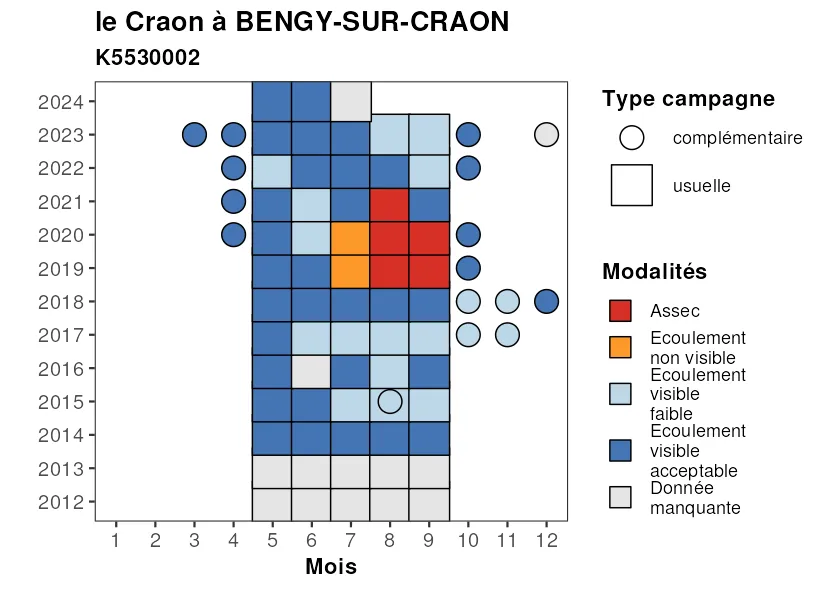 le Craon à BENGY-SUR-CRAON
K5530002
2024
2023
2022
2021
2020
2019
2018
2017
2016
2015
2014
2013
2012
1 2 3 4 5 6 7 8 9 10 11 12
Mois
Type campagne
complémentaire
usuelle
Modalités
Assec
Ecoulement
non visible
Ecoulement
visible
faible
Ecoulement
visible
acceptable
Donnée
manquante